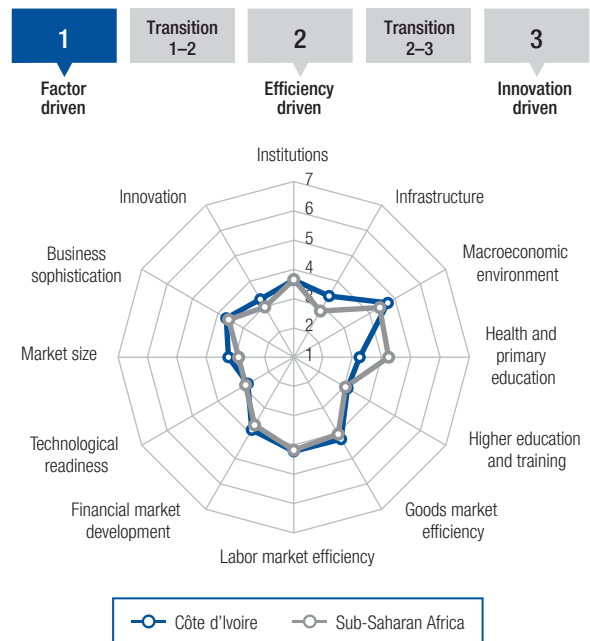 1
Transition
1–2
2
Transition
2–3
3
Factor
driven
Efficiency
driven
Innovation
driven
Institutions
7
6
5
4
3
2
1
Infrastructure
Macroeconomic
environment
Health and
primary
education
Higher education
and training
Goods market
efficiency
Labor market efficiency
Financial market
development
Technological
readiness
Market size
Business
sophistication
Innovation
Côte d'Ivoire
Sub-Saharan Africa